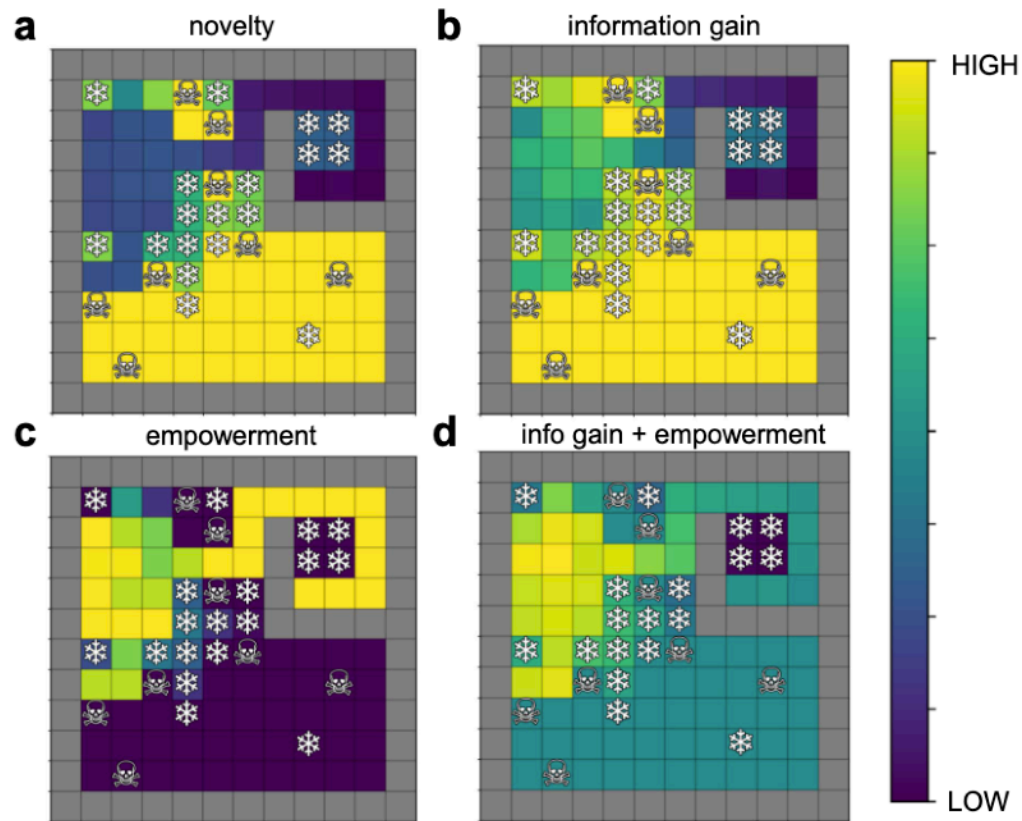 a novelty
b information gain
HIGH
c empowerment
d info gain + empowerment
LOW